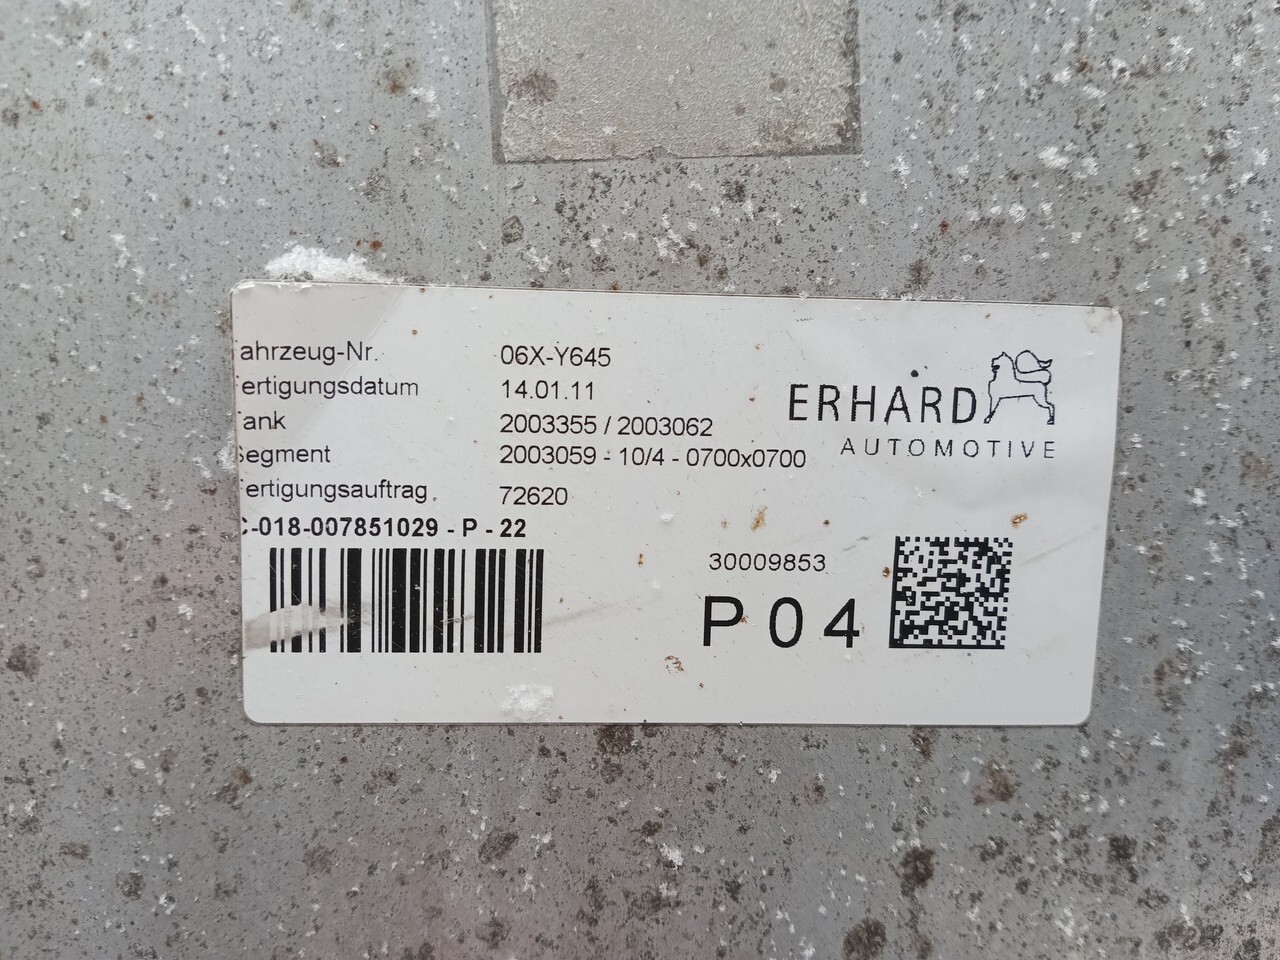 ahrzeug-Nr. 06X-Y645
ertigungsdatum 14.01.11
ank 2003355 / 2003062
Segment 2003059 - 10/4 - 0700x0700
ertigungsauftrag 72620
C-018-007851029 - P - 22
ERHARD
AUTOMOTIVE
30009853
P04